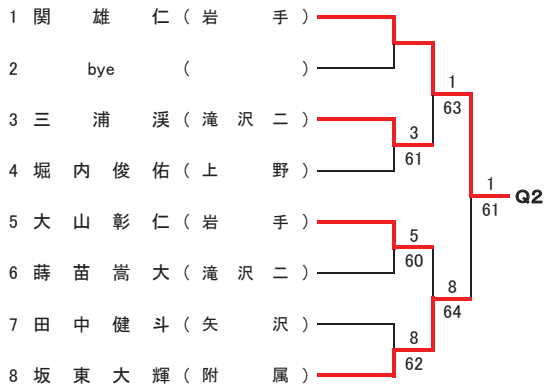 1 関 雄 仁 ( 岩 手 )
2 bye ( )
1
63
3 三 浦 渓 ( 滝 沢 二 )
3
61
4 堀 内 俊 佑 ( 上 野 )
1
61
Q2
5 大 山 彰 仁 ( 岩 手 )
5
60
6 蒔 苗 嵩 大 ( 滝 沢 二 )
8
64
7 田 中 健 斗 ( 矢 沢 )
8
62
8 坂 東 大 輝 ( 附 属 )